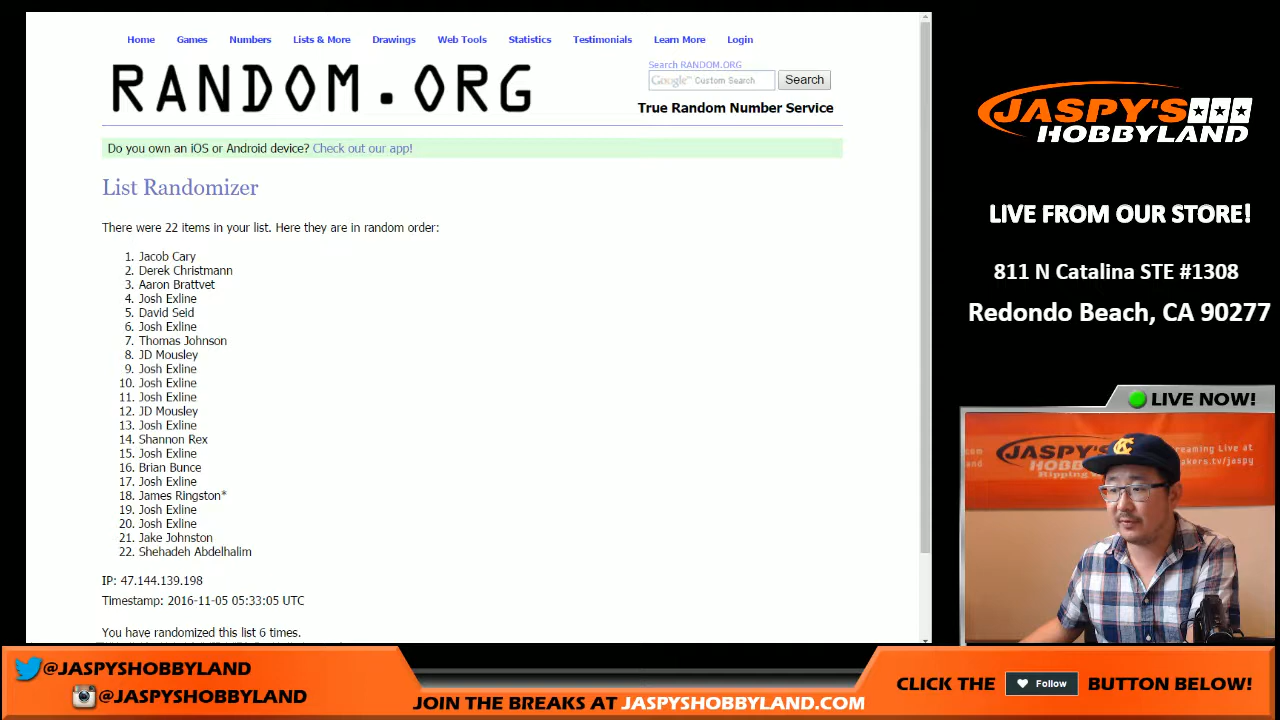 Home Games Numbers Lists & More Drawings Web Tools Statistics Testimonials Learn More Login
RANDOM.ORG
Search RANDOM.ORG
Google™ Custom Search Search
True Random Number Service
Do you own an iOS or Android device? Check out our app!
List Randomizer
There were 22 items in your list. Here they are in random order:
1. Jacob Cary
2. Derek Christmann
3. Aaron Brattvet
4. Josh Exline
5. David Seid
6. Josh Exline
7. Thomas Johnson
8. JD Mousley
9. Josh Exline
10. Josh Exline
11. Josh Exline
12. JD Mousley
13. Josh Exline
14. Shannon Rex
15. Josh Exline
16. Brian Bunce
17. Josh Exline
18. James Ringston*
19. Josh Exline
20. Josh Exline
21. Jake Johnston
22. Shehadeh Abdelhalim
IP: 47.144.139.198
Timestamp: 2016-11-05 05:33:05 UTC
You have randomized this list 6 times.
JASPY'S
HOBBYLAND
LIVE FROM OUR STORE!
811 N Catalina STE #1308
Redondo Beach, CA 90277
LIVE NOW!
JASPY'S
@JASPYSHOBBYLAND
@JASPYSHOBBYLAND
JOIN THE BREAKS AT JASPYSHOBBYLAND.COM
CLICK THE Follow BUTTON BELOW!